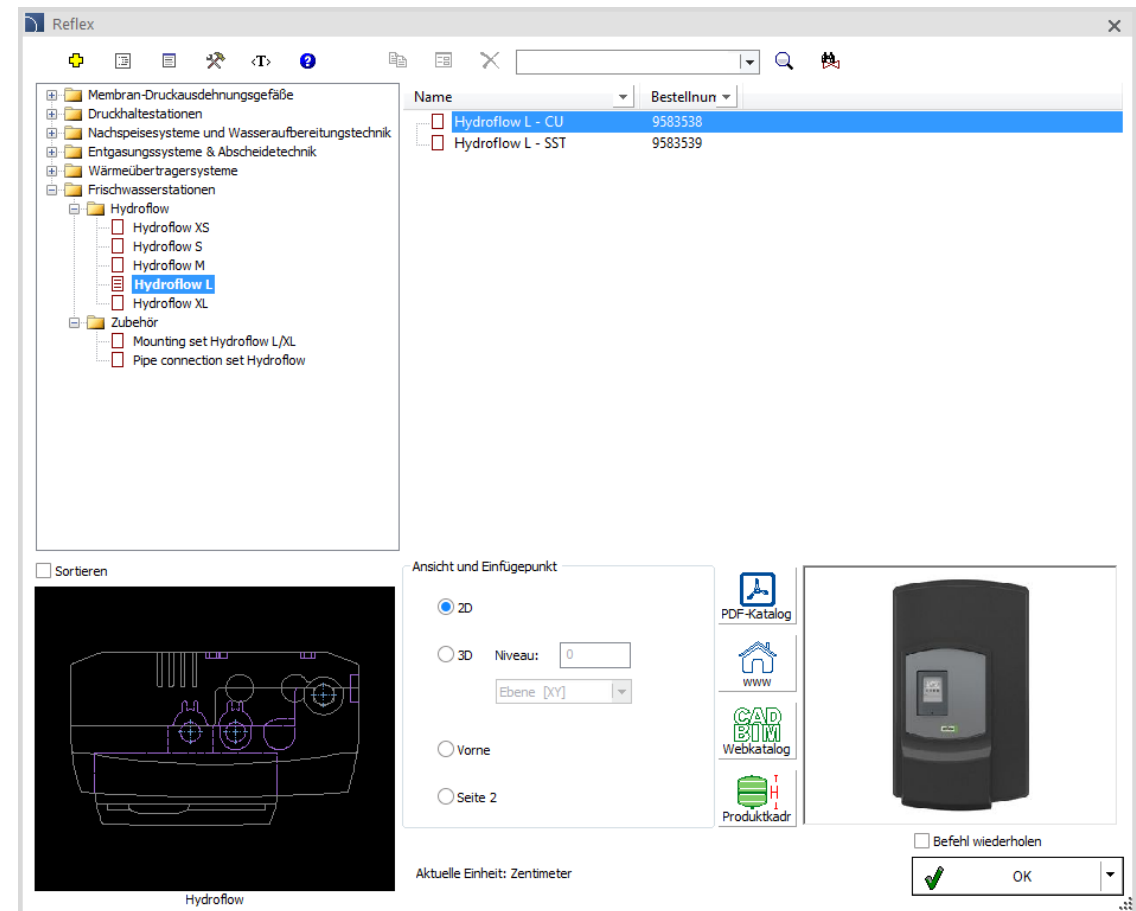 Reflex
<T>
?
Membran-Druckausdehnungsgefäße
Druckhaltestationen
Nachspeisesysteme und Wasseraufbereitungstechnik
Entgasungssysteme & Abscheidetechnik
Wärmeübertragersysteme
Frischwasserstationen
Hydroflow
Hydroflow XS
Hydroflow S
Hydroflow M
Hydroflow L
Hydroflow XL
Zubehör
Mounting set Hydroflow L/XL
Pipe connection set Hydroflow
Name Bestellnun
Hydroflow L - CU 9583538
Hydroflow L - SST 9583539
Sortieren
Hydroflow
Ansicht und Einfügepunkt
2D
3D Niveau: 0
Ebene [XY]
Vorne
Seite 2
Aktuelle Einheit: Zentimeter
PDF-Katalog
www
CAD
BIM
Webkatalog
H
Produktkadr
Befehl wiederholen
OK